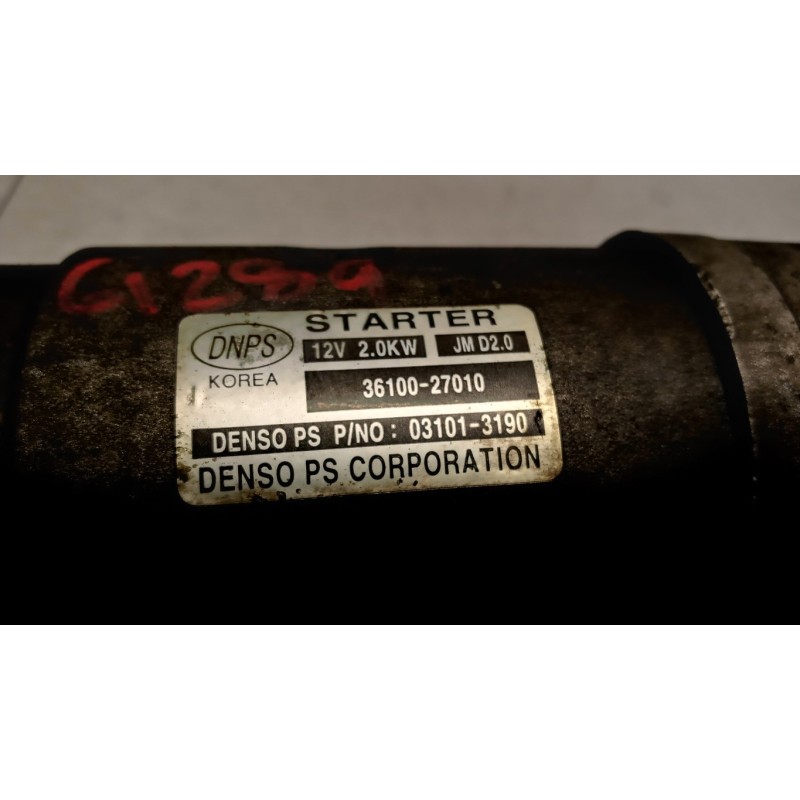 STARTER
DNPS
12V 2.0KW JM D2.0
KOREA
36100-27010
DENSO PS P/NO: 03101-3190
DENSO PS CORPORATION